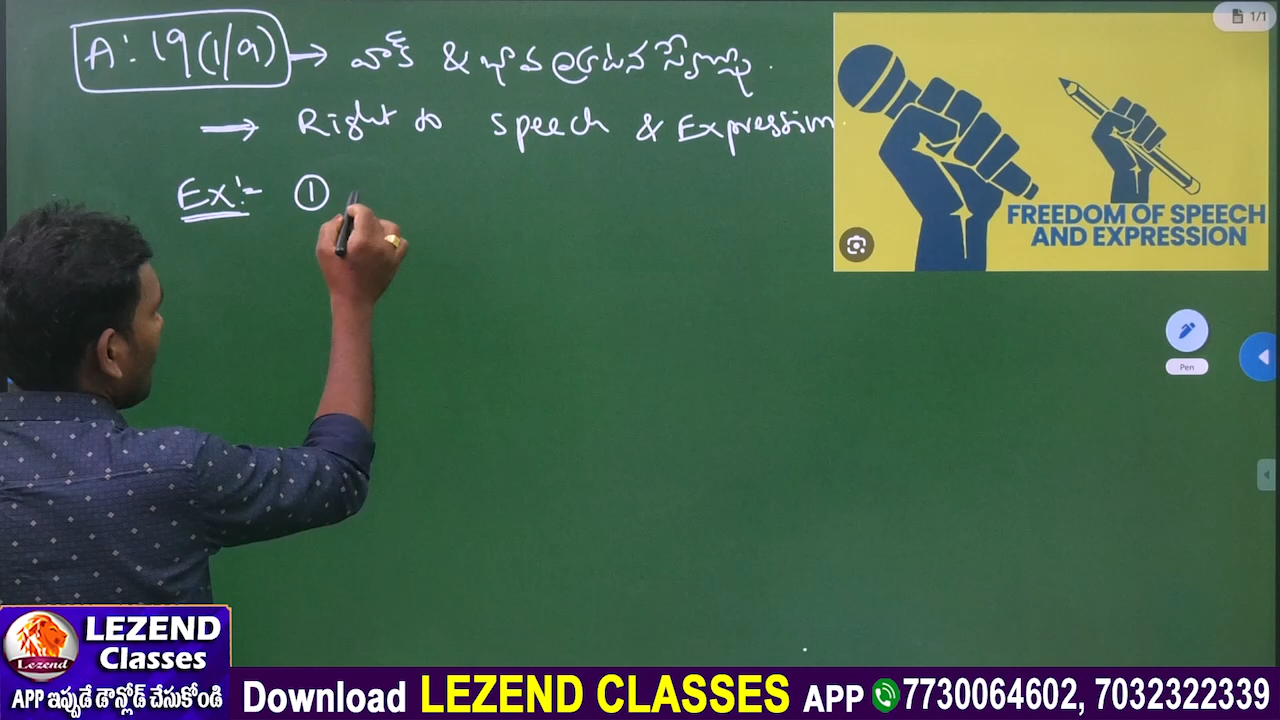 A: 19(1/a) → వాక్ & భావ ప్రకటన స్వేచ్ఛ.
→ Right to Speech & Expression.
Ex:- ①
1/1
FREEDOM OF SPEECH
AND EXPRESSION
Pen
LEZEND
Classes
Lezend
APP ఇప్పుడే డౌన్లోడ్ చేసుకోండి
Download LEZEND CLASSES APP 7730064602, 7032322339